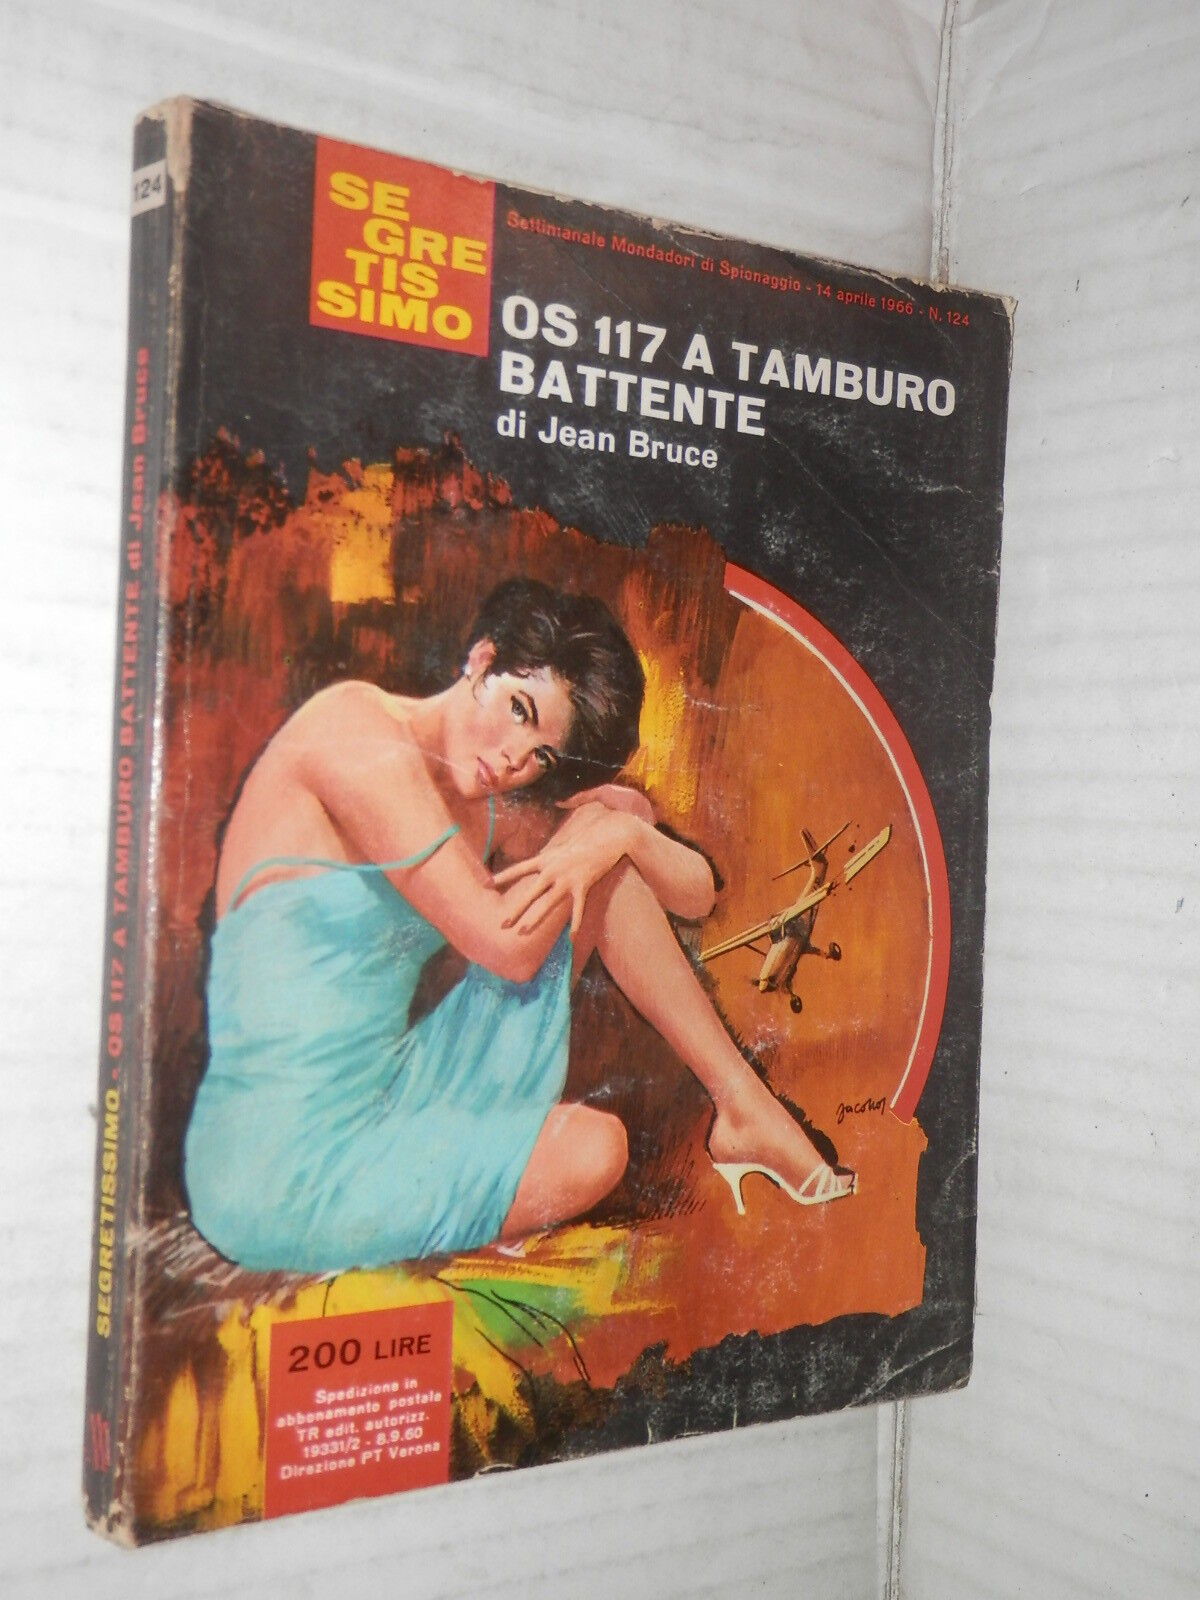 124
SEGRETISSIMO - OS 117 A TAMBURO BATTENTE di Jean Bruce
SE
GRE
TIS
SIMO
Settimanale Mondadori di Spionaggio - 14 aprile 1966 - N. 124
OS 117 A TAMBURO
BATTENTE
di Jean Bruce
Jacono
200 LIRE
Spedizione in
abbonamento postale
TR edit. autorizz.
19331/2 - 8.9.60
Direzione PT Verona